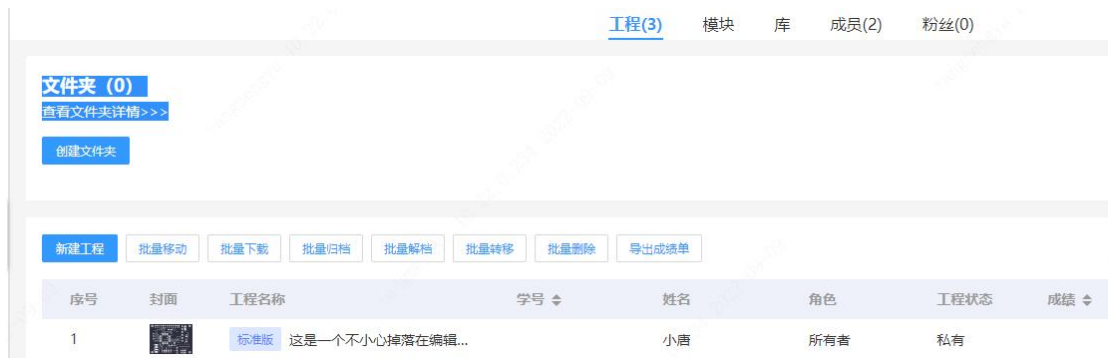 工程(3) 模块 库 成员(2) 粉丝(0)
文件夹（0）
查看文件夹详情>>>
创建文件夹
新建工程 批量移动 批量下载 批量归档 批量解档 批量转移 批量删除 导出成绩单
序号 封面 工程名称 学号 姓名 角色 工程状态 成绩
1 标准版 这是一个不小心掉落在编辑... 小唐 所有者 私有